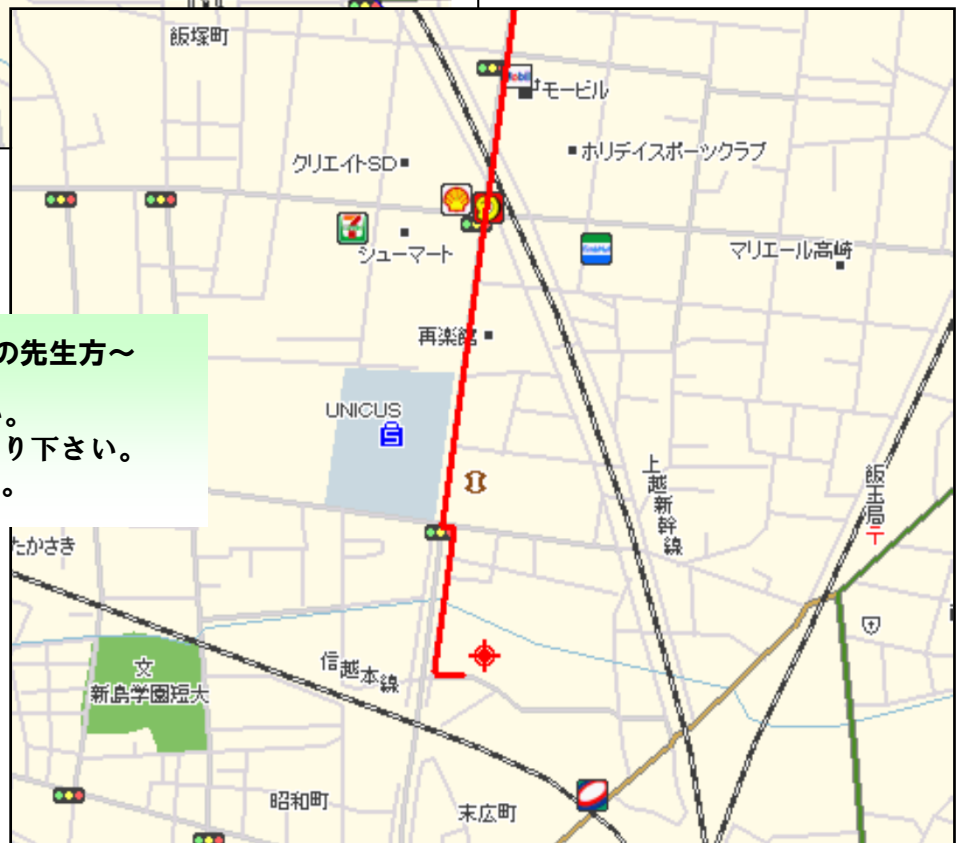 飯塚町
Mobil
モービル
クリエイトSD
ホリデイスポーツクラブ
シューマート
マリエール高崎
再楽館
の先生方～
い。
り下さい。
。
UNICUS
S
上越新幹線
飯玉局
〒
たかさき
文
新島学園短大
信越本線
昭和町
末広町